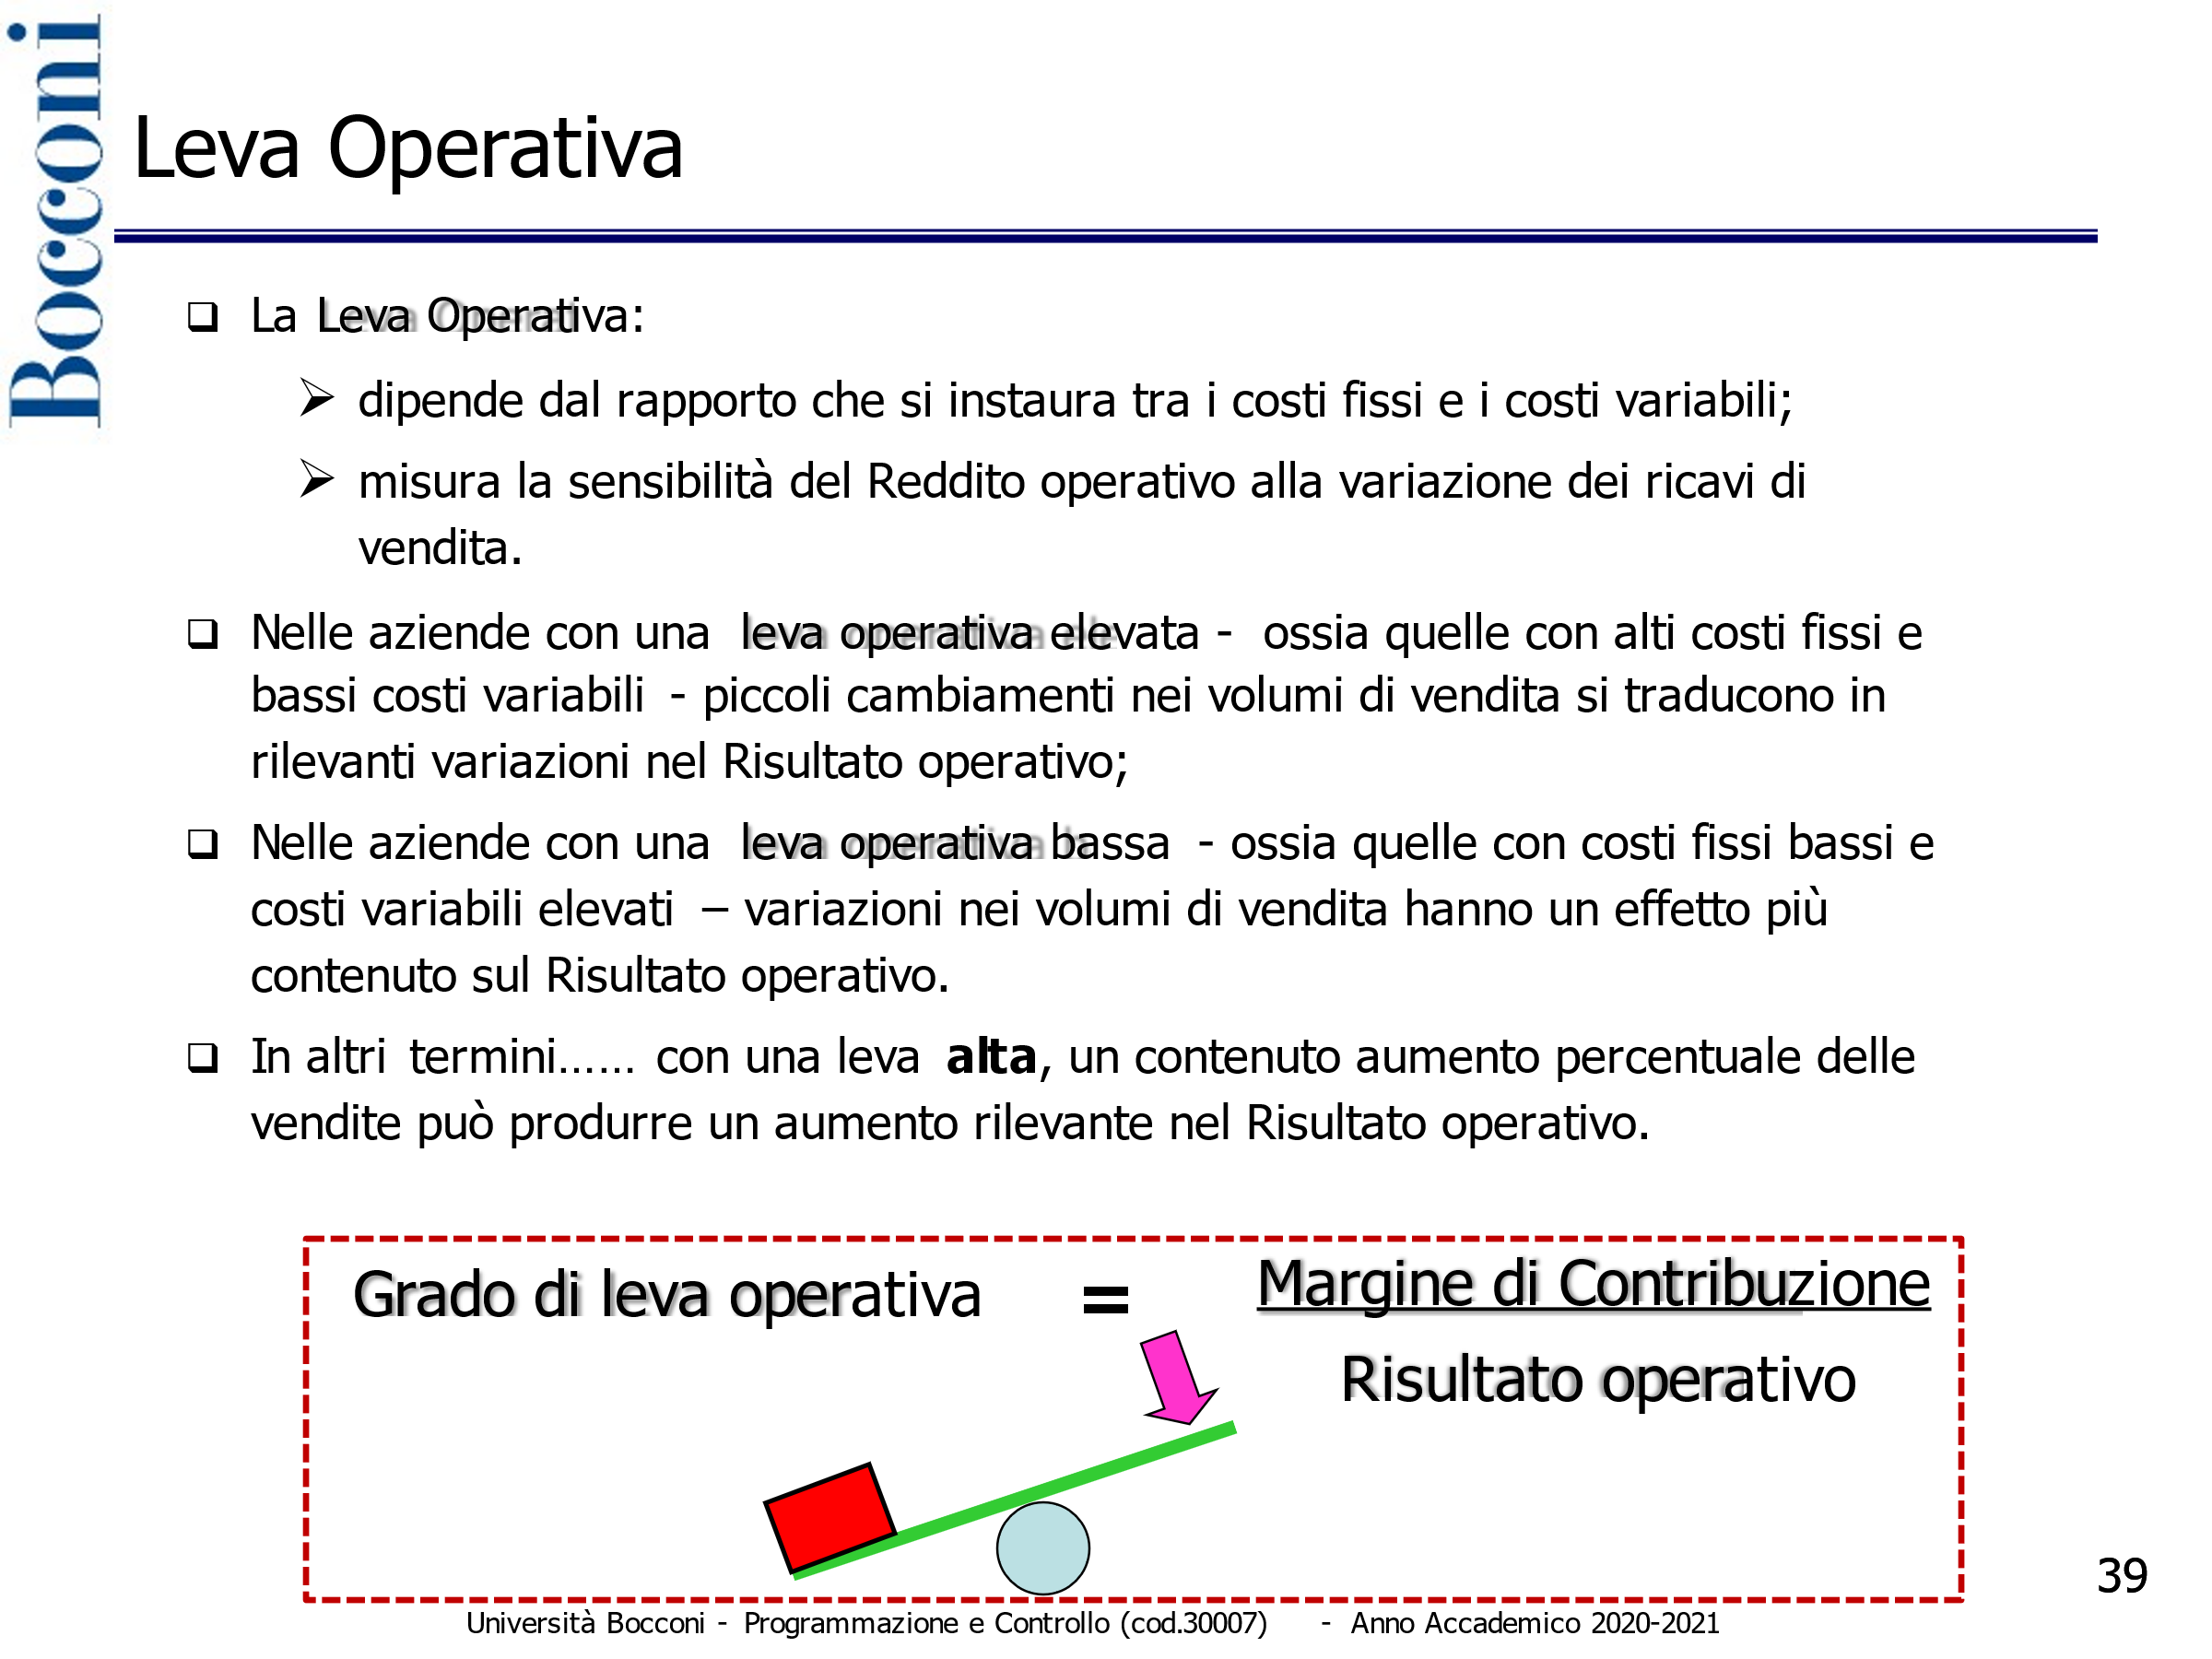 Bocconi
Leva Operativa
La Leva Operativa:
dipende dal rapporto che si instaura tra i costi fissi e i costi variabili;
misura la sensibilità del Reddito operativo alla variazione dei ricavi di
vendita.
Nelle aziende con una leva operativa elevata - ossia quelle con alti costi fissi e
bassi costi variabili - piccoli cambiamenti nei volumi di vendita si traducono in
rilevanti variazioni nel Risultato operativo;
Nelle aziende con una leva operativa bassa - ossia quelle con costi fissi bassi e
costi variabili elevati – variazioni nei volumi di vendita hanno un effetto più
contenuto sul Risultato operativo.
In altri termini...... con una leva alta, un contenuto aumento percentuale delle
vendite può produrre un aumento rilevante nel Risultato operativo.
Grado di leva operativa = Margine di Contribuzione
Risultato operativo
39
Università Bocconi - Programmazione e Controllo (cod.30007) - Anno Accademico 2020-2021